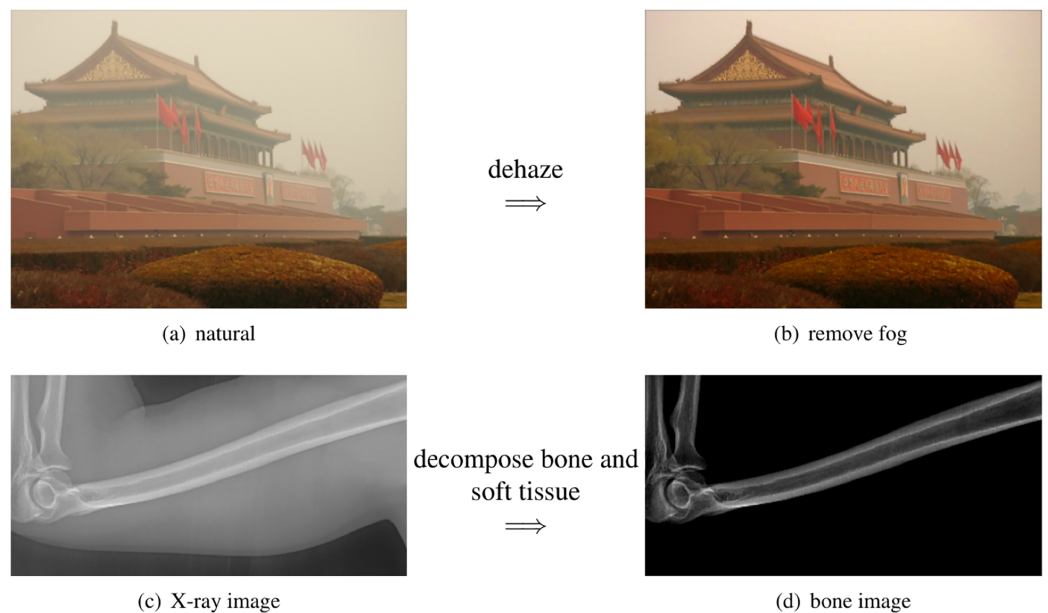 dehaze
⟹
(a) natural
(b) remove fog
decompose bone and
soft tissue
⟹
(c) X-ray image
(d) bone image